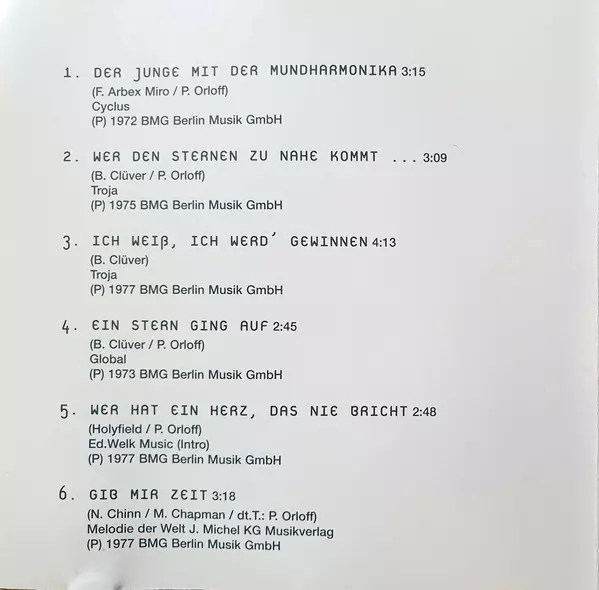 1. DER JUNGE MIT DER MUNDHARMONIKA 3:15
(F. Arbex Miro / P. Orloff)
Cyclus
(P) 1972 BMG Berlin Musik GmbH
2. WER DEN STERNEN ZU NAHE KOMMT ... 3:09
(B. Clüver / P. Orloff)
Troja
(P) 1975 BMG Berlin Musik GmbH
3. ICH WEIß, ICH WERD' GEWINNEN 4:13
(B. Clüver)
Troja
(P) 1977 BMG Berlin Musik GmbH
4. EIN STERN GING AUF 2:45
(B. Clüver / P. Orloff)
Global
(P) 1973 BMG Berlin Musik GmbH
5. WER HAT EIN HERZ, DAS NIE BRICHT 2:48
(Holyfield / P. Orloff)
Ed.Welk Music (Intro)
(P) 1977 BMG Berlin Musik GmbH
6. GIB MIR ZEIT 3:18
(N. Chinn / M. Chapman / dt.T.: P. Orloff)
Melodie der Welt J. Michel KG Musikverlag
(P) 1977 BMG Berlin Musik GmbH